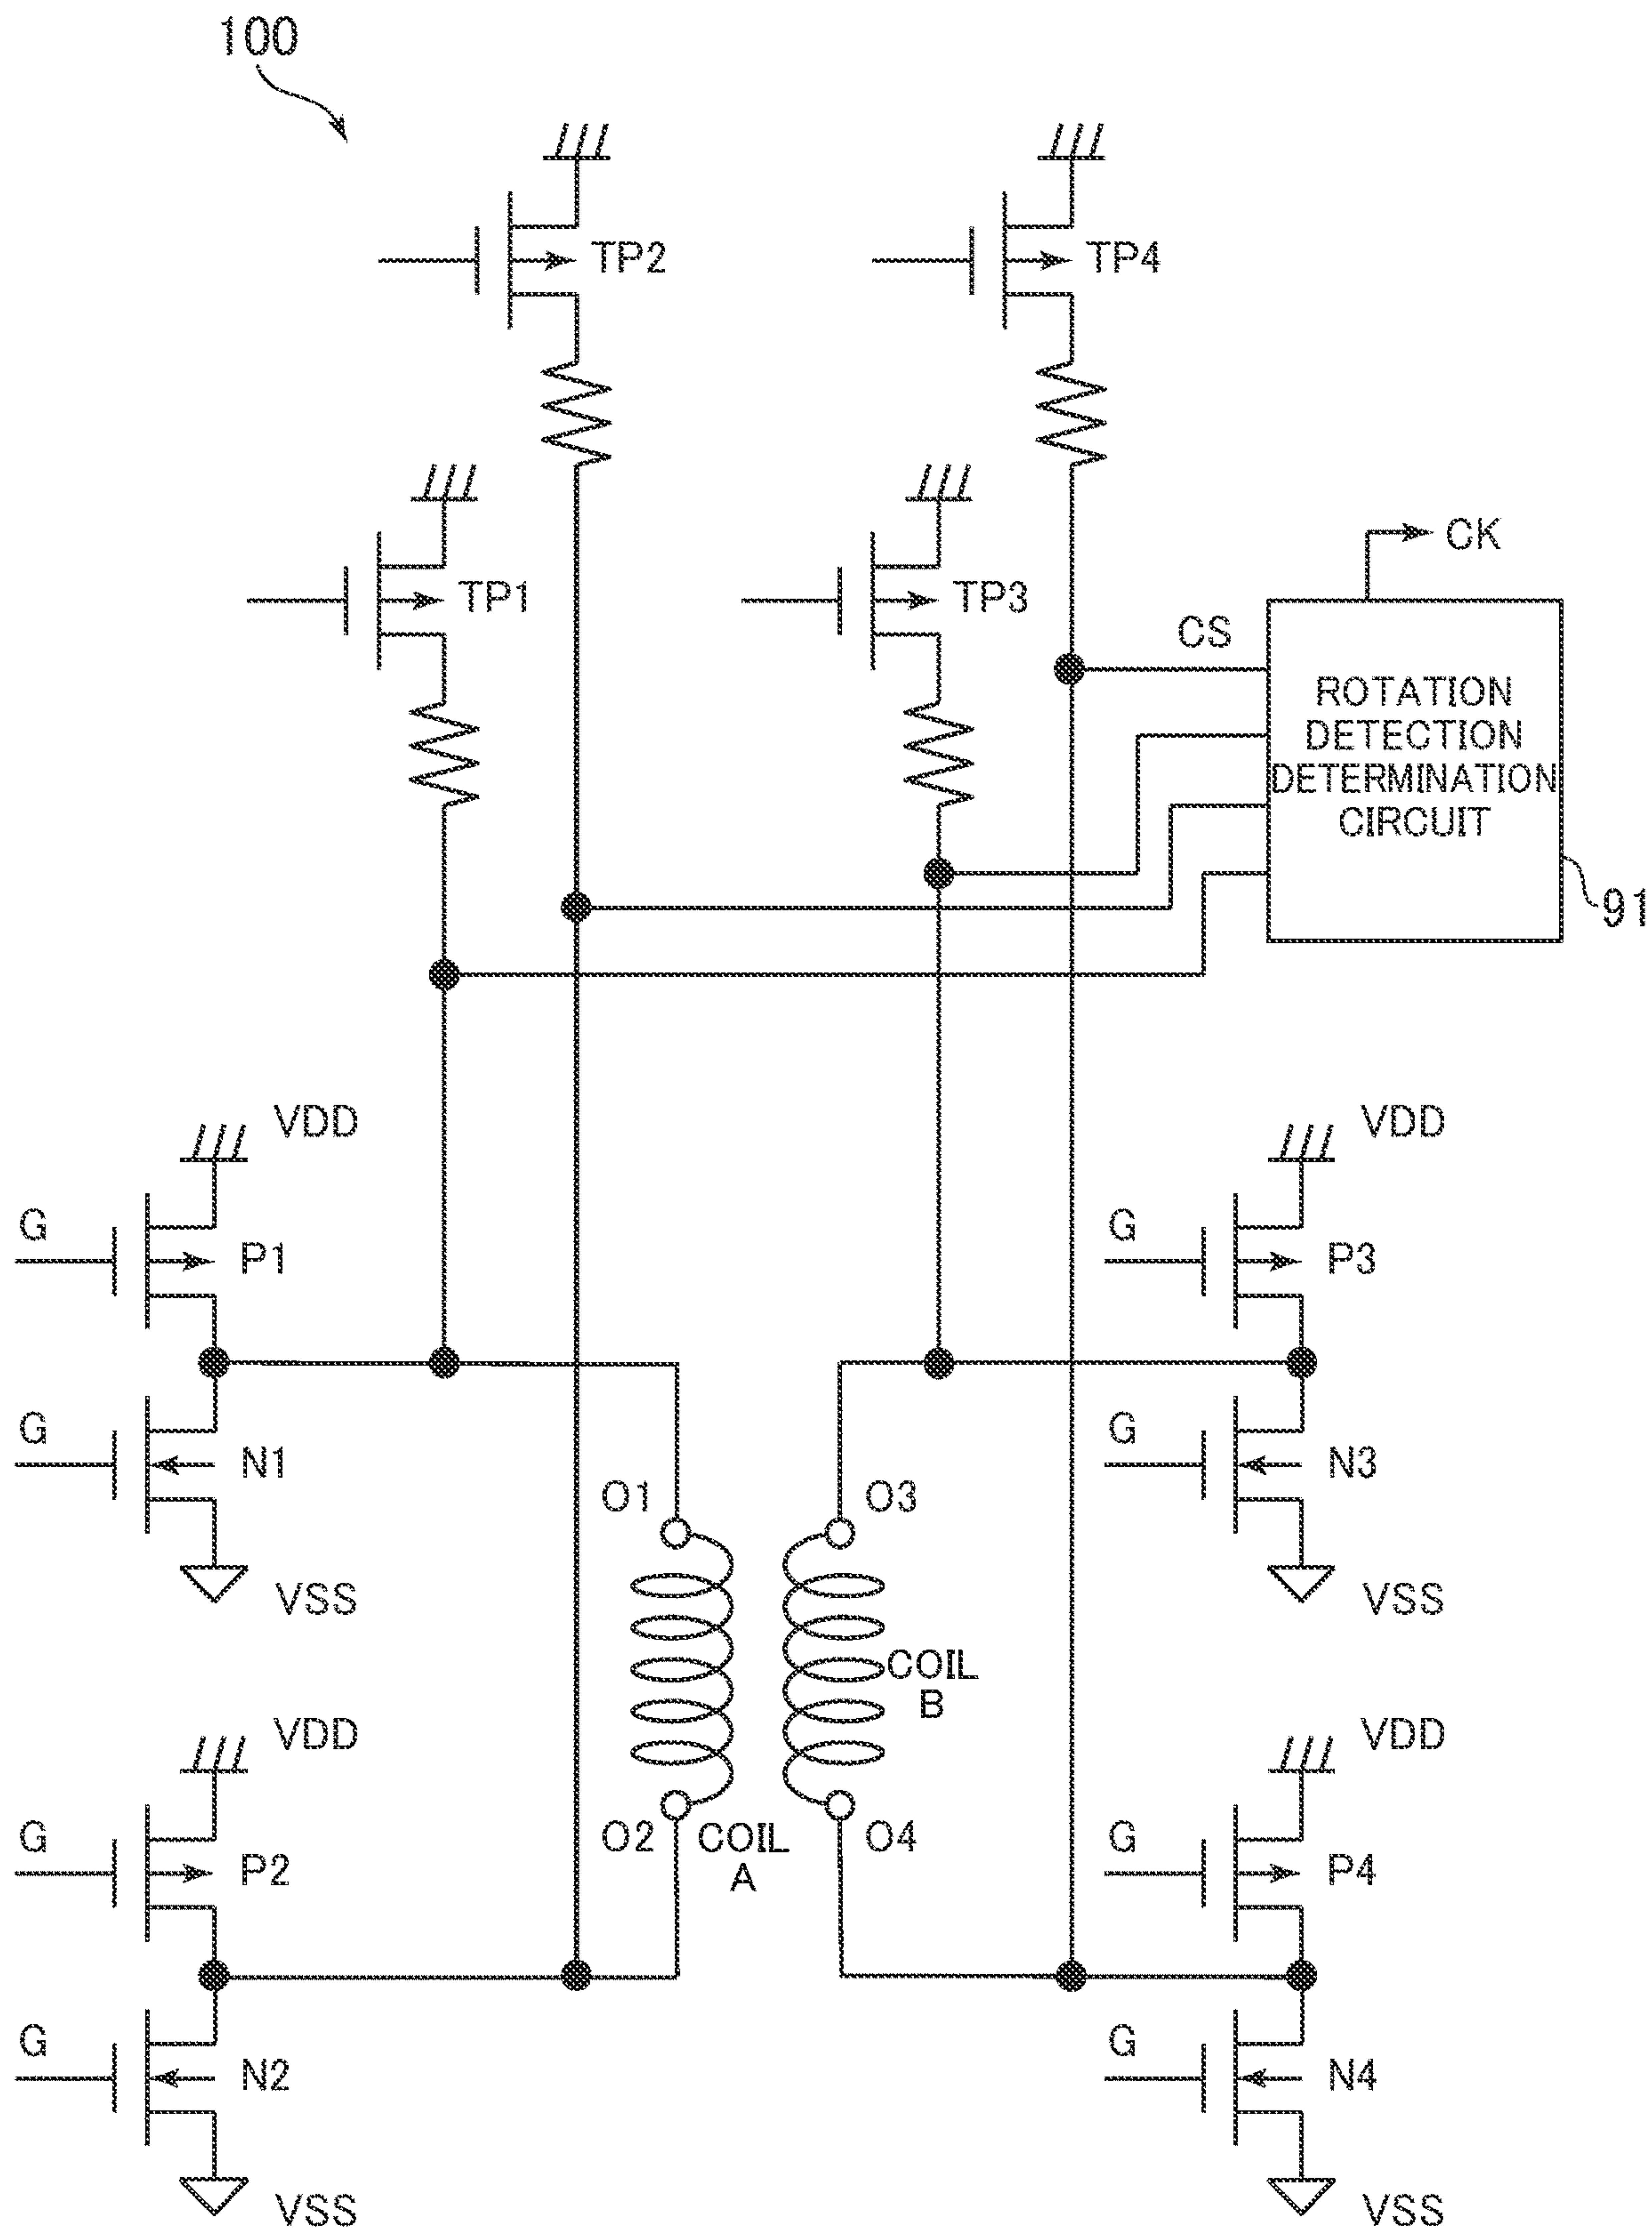 100
TP2
TP4
TP1
TP3
CK
CS
ROTATION
DETECTION
DETERMINATION
CIRCUIT
91
VDD
VDD
G
P1
G
P3
G
N1
G
N3
O1
O3
VSS
VSS
COIL
B
VDD
VDD
G
P2
O2
COIL
A
O4
G
P4
G
N2
G
N4
VSS
VSS